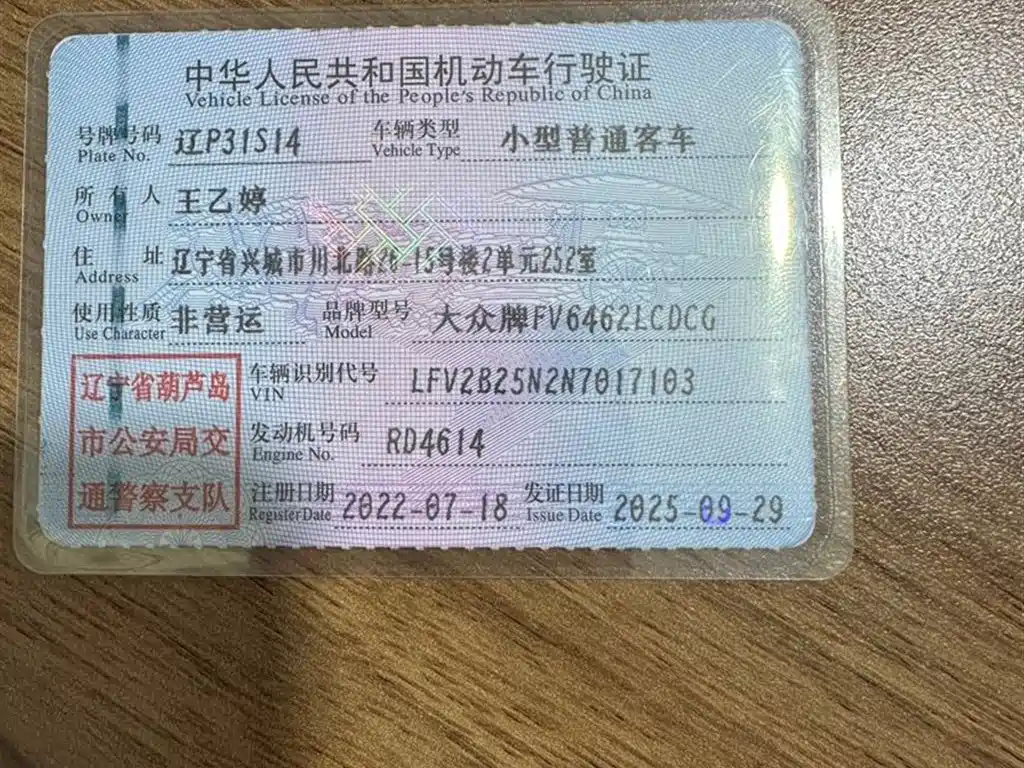 中华人民共和国机动车行驶证
Vehicle License of the People's Republic of China
号牌号码 辽P31S14 车辆类型 小型普通客车
Plate No. Vehicle Type
所有人 王乙婷
Owner
住址 辽宁省兴城市川北路26-15号楼2单元252室
Address
使用性质 非营运 品牌型号 大众牌FV6462LCDCG
Use Character Model
辽宁省葫芦岛
市公安局交
通警察支队
车辆识别代号 LFV2B25N2N7017103
VIN
发动机号码 RD4614
Engine No.
注册日期 2022-07-18 发证日期 2025-09-29
Register Date Issue Date